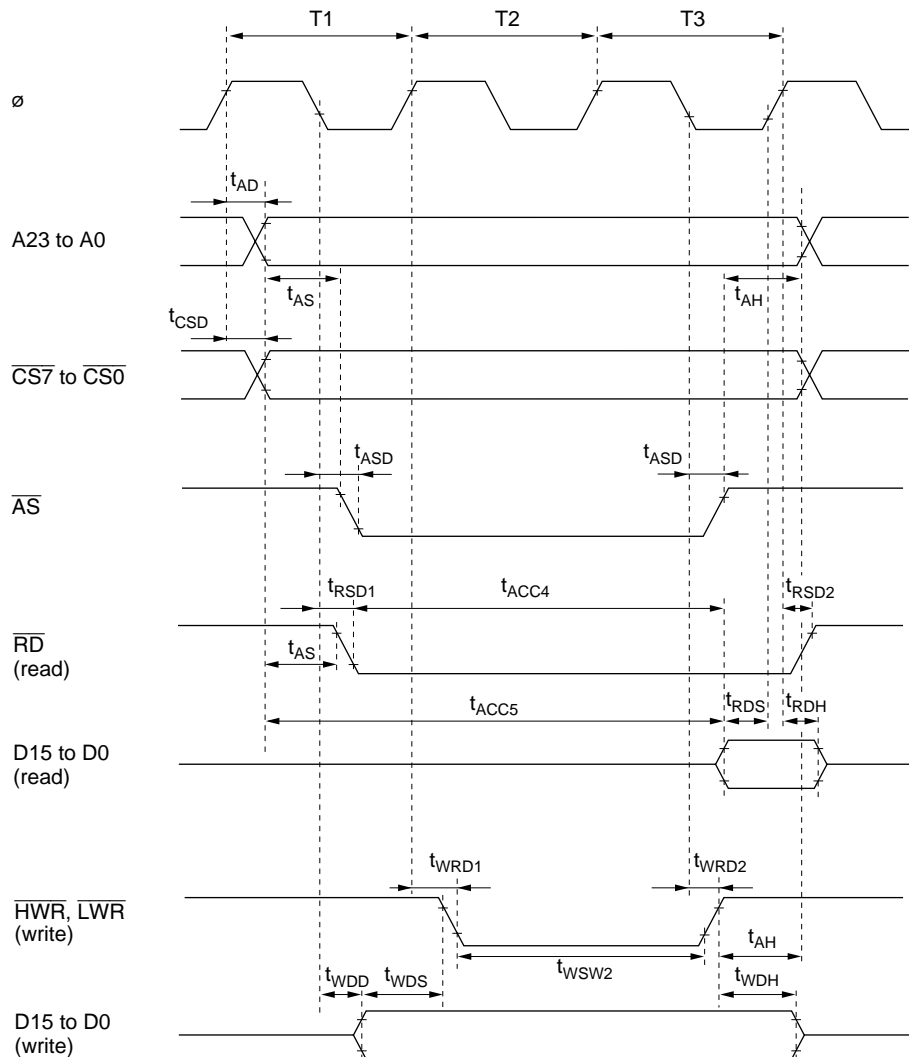 T1 T2 T3
ø
tAD
A23 to A0
tAS tAH
tCSD
CS7 to CS0
tASD tASD
AS
tRSD1 tACC4 tRSD2
RD
(read)
tAS
tACC5 tRDS tRDH
D15 to D0
(read)
tWRD1 tWRD2
HWR, LWR
(write)
tAH
tWSW2
tWDD tWDS tWDH
D15 to D0
(write)